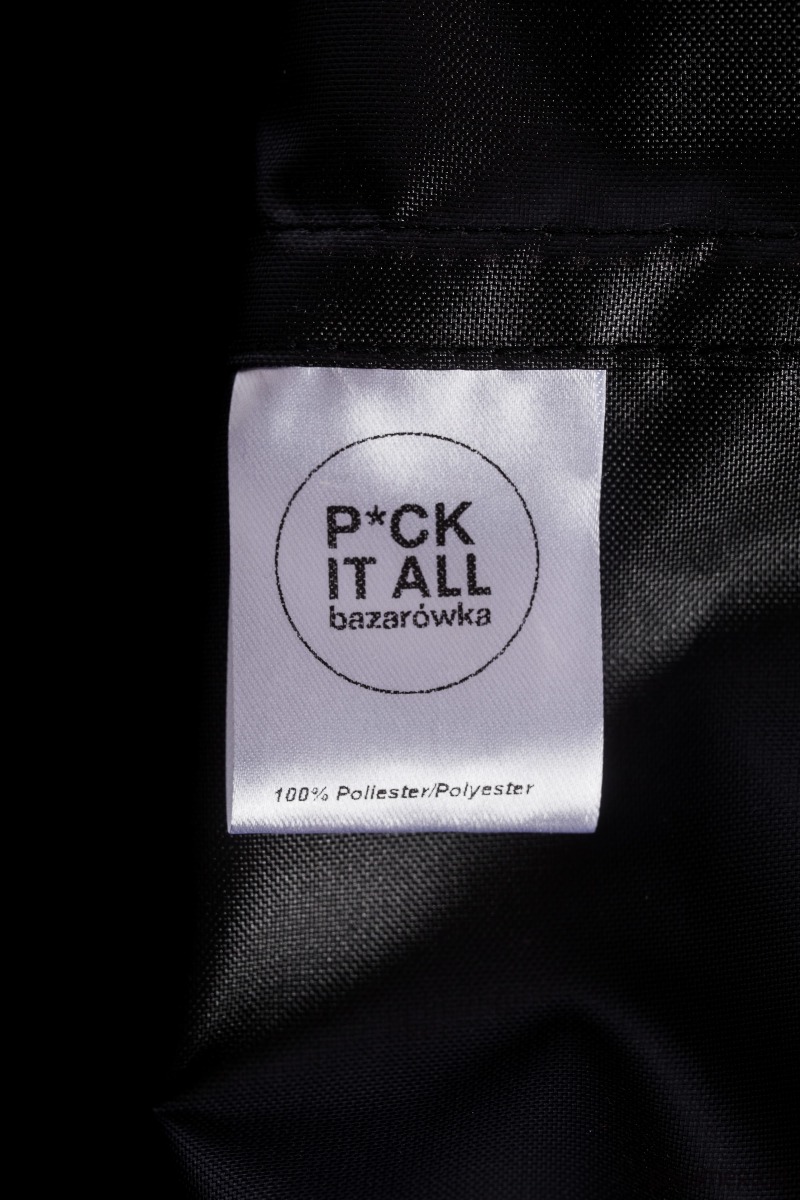 P*CK
IT ALL
bazarówka
100% Poliester/Polyester